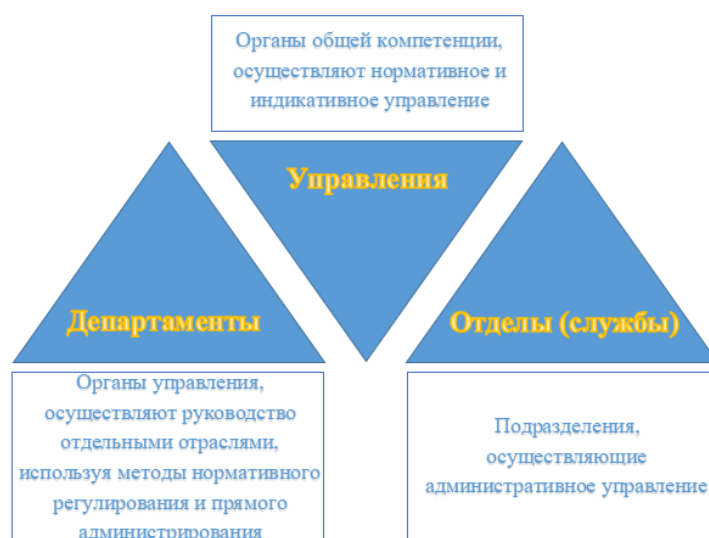 Органы общей компетенции,
осуществляют нормативное и
индикативное управление
Управления
Департаменты
Отделы (службы)
Органы управления,
осуществляют руководство
отдельными отраслями,
используя методы нормативного
регулирования и прямого
администрирования
Подразделения,
осуществляющие
административное управление